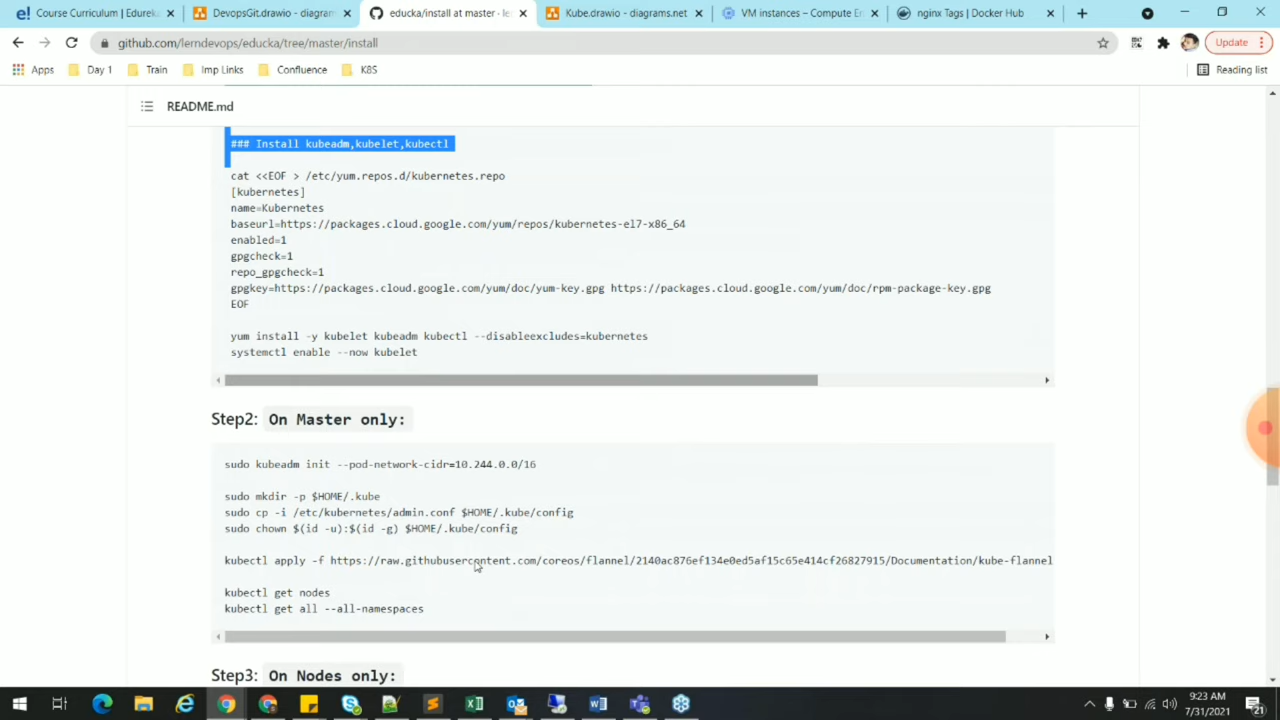 Course Curriculum | Edurek
DevopsGit.drawio - diagram
educka/install at master · l
Kube.drawio - diagrams.net
VM instances – Compute En
nginx Tags | Docker Hub
github.com/lerndevops/educka/tree/master/install
Update
Apps
Day 1
Train
Imp Links
Confluence
K8S
Reading list
README.md
### Install kubeadm,kubelet,kubectl
cat <<EOF > /etc/yum.repos.d/kubernetes.repo
[kubernetes]
name=Kubernetes
baseurl=https://packages.cloud.google.com/yum/repos/kubernetes-el7-x86_64
enabled=1
gpgcheck=1
repo_gpgcheck=1
gpgkey=https://packages.cloud.google.com/yum/doc/yum-key.gpg https://packages.cloud.google.com/yum/doc/rpm-package-key.gpg
EOF
yum install -y kubelet kubeadm kubectl --disableexcludes=kubernetes
systemctl enable --now kubelet
Step2: On Master only:
sudo kubeadm init --pod-network-cidr=10.244.0.0/16
sudo mkdir -p $HOME/.kube
sudo cp -i /etc/kubernetes/admin.conf $HOME/.kube/config
sudo chown $(id -u):$(id -g) $HOME/.kube/config
kubectl apply -f https://raw.githubusercontent.com/coreos/flannel/2140ac876ef134e0ed5af15c65e414cf26827915/Documentation/kube-flannel
kubectl get nodes
kubectl get all --all-namespaces
Step3: On Nodes only:
9:23 AM
7/31/2021
21